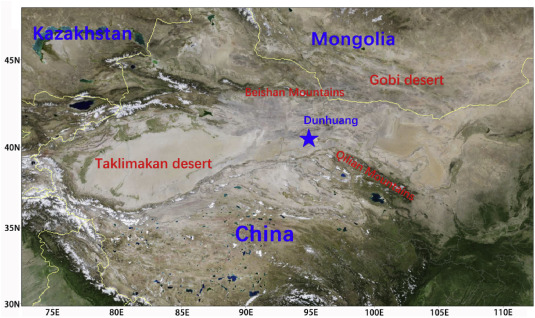 Kazakhstan
Mongolia
45N
Gobi desert
Beishan Mountains
Dunhuang
40N
Taklimakan desert
Qilian Mountains
35N
China
30N
75E 80E 85E 90E 95E 100E 105E 110E